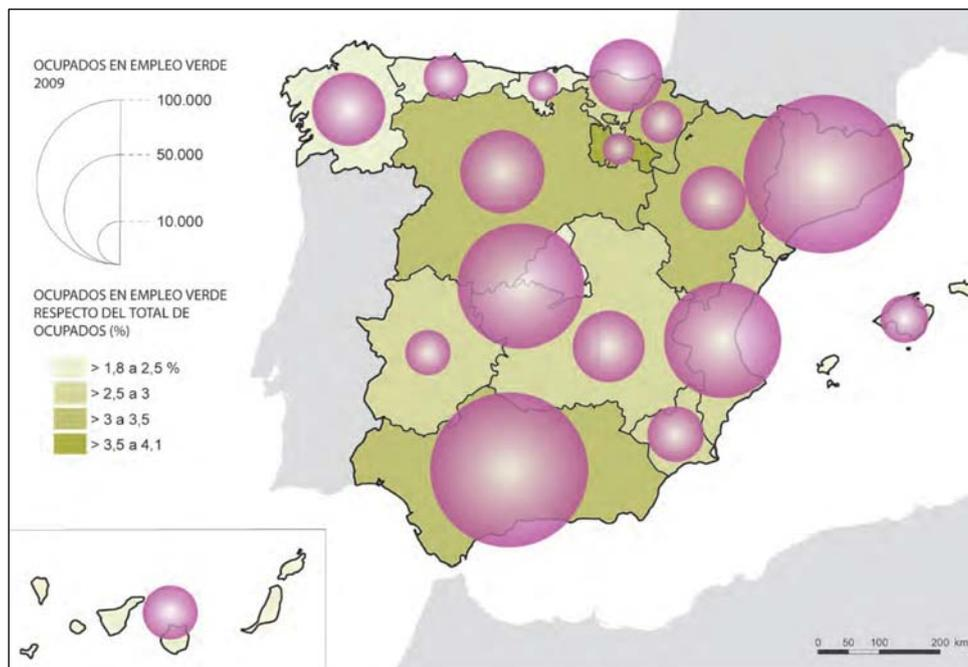 OCUPADOS EN EMPLEO VERDE
2009
100.000
50.000
10.000
OCUPADOS EN EMPLEO VERDE
RESPECTO DEL TOTAL DE
OCUPADOS (%)
> 1,8 a 2,5 %
> 2,5 a 3
> 3 a 3,5
> 3,5 a 4,1
0 50 100 200 km